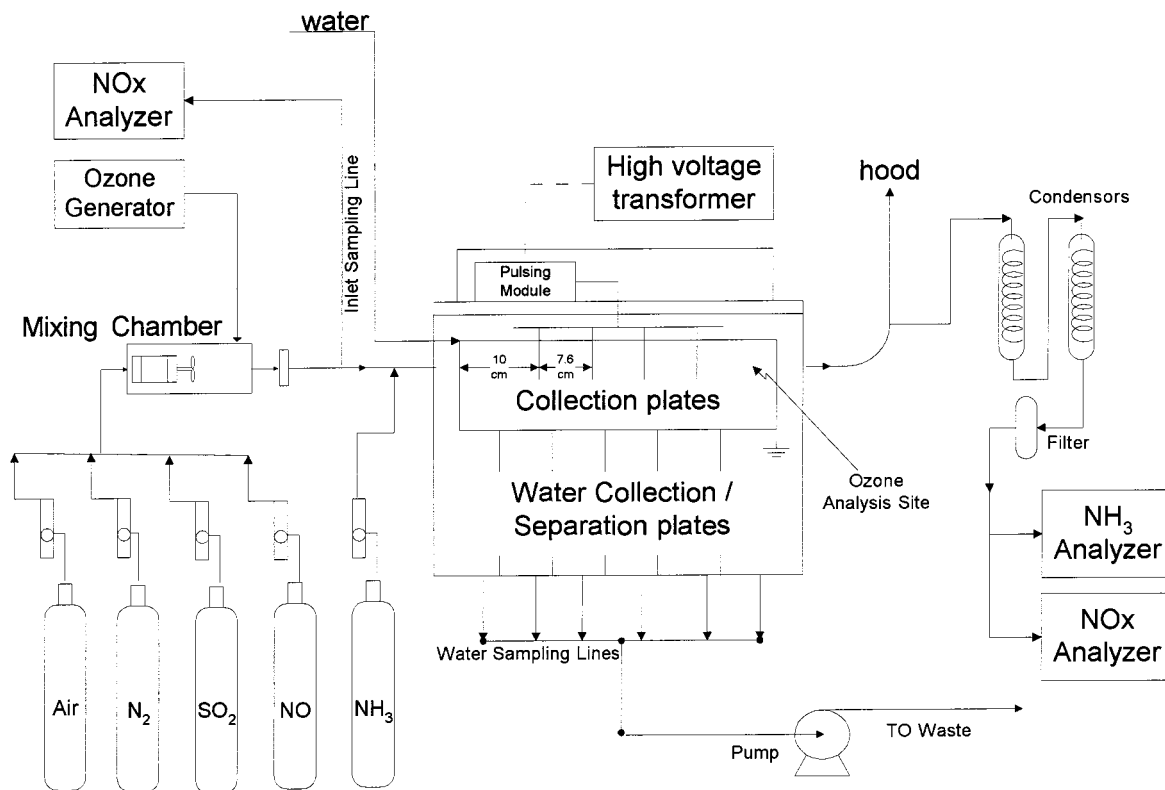 water
NOx
Analyzer
Ozone
Generator
Inlet Sampling Line
High voltage
transformer
hood
Condensors
Pulsing
Module
Mixing Chamber
10
cm
7.6
cm
Collection plates
Filter
Water Collection /
Separation plates
Ozone
Analysis Site
NH3
Analyzer
NOx
Analyzer
Water Sampling Lines
Air
N2
SO2
NO
NH3
Pump
TO Waste